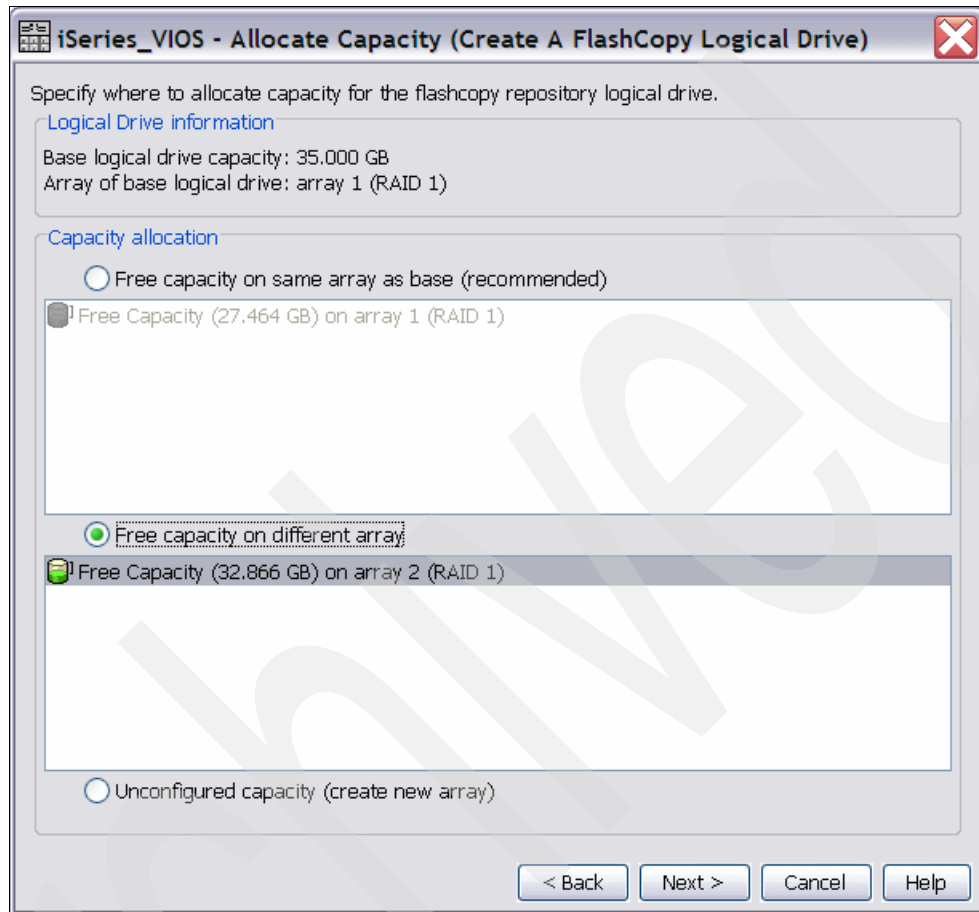 iSeries_VIOS - Allocate Capacity (Create A FlashCopy Logical Drive)
Specify where to allocate capacity for the flashcopy repository logical drive.
Logical Drive information
Base logical drive capacity: 35.000 GB
Array of base logical drive: array 1 (RAID 1)
Capacity allocation
Free capacity on same array as base (recommended)
Free Capacity (27.464 GB) on array 1 (RAID 1)
Free capacity on different array
Free Capacity (32.866 GB) on array 2 (RAID 1)
Unconfigured capacity (create new array)
< Back Next > Cancel Help